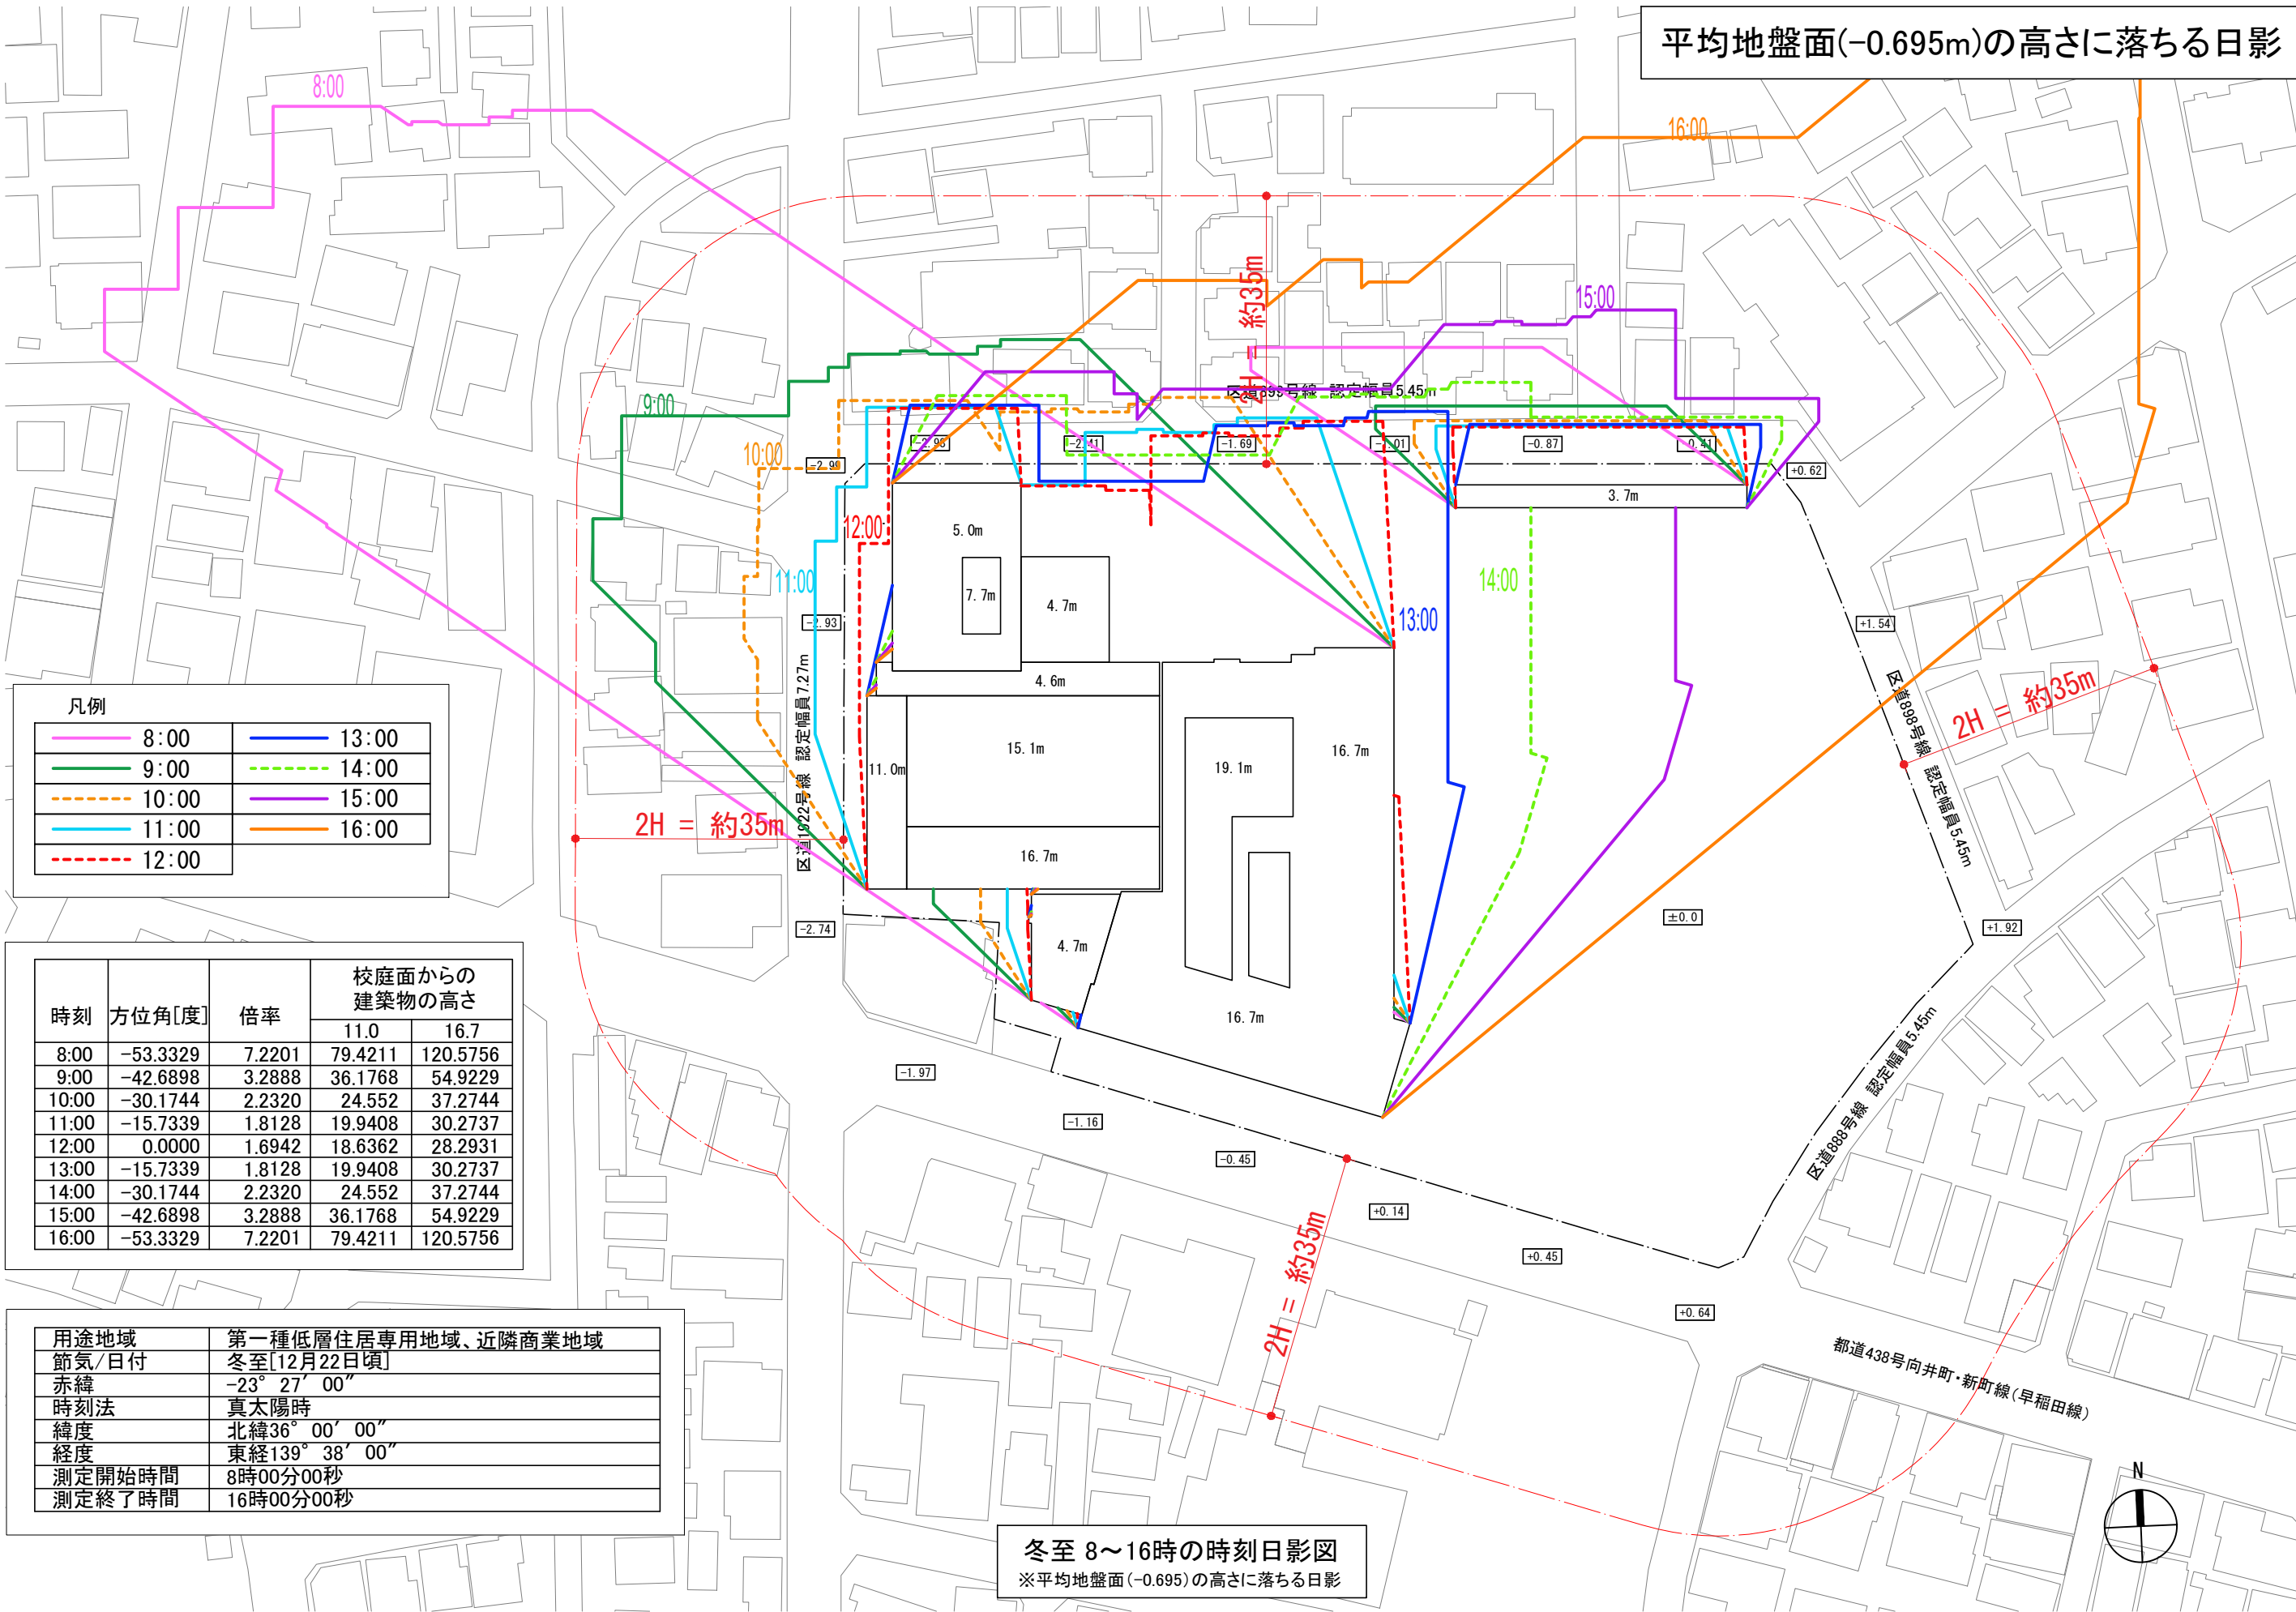 平均地盤面(-0.695m)の高さに落ちる日影
8:00
16:00
15:00
2H = 約35m
区道899号線 認定幅員5.45m
9:00
10:00
-2.99
-2.98
-1.69
-0.87
+0.62
3.7m
12:00
5.0m
11:00
7.7m
4.7m
14:00
13:00
-2.93
+1.54
4.6m
区道1922号線 認定幅員7.27m
区道898号線 認定幅員5.45m
2H = 約35m
凡例
8:00 13:00
9:00 14:00
10:00 15:00
11:00 16:00
12:00
11.0m
15.1m
19.1m
16.7m
2H = 約35m
16.7m
±0.0
+1.92
-2.74
4.7m
16.7m
時刻 方位角[度] 倍率 校庭面からの
建築物の高さ
11.0 16.7
8:00 -53.3329 7.2201 79.4211 120.5756
9:00 -42.6898 3.2888 36.1768 54.9229
10:00 -30.1744 2.2320 24.552 37.2744
11:00 -15.7339 1.8128 19.9408 30.2737
12:00 0.0000 1.6942 18.6362 28.2931
13:00 -15.7339 1.8128 19.9408 30.2737
14:00 -30.1744 2.2320 24.552 37.2744
15:00 -42.6898 3.2888 36.1768 54.9229
16:00 -53.3329 7.2201 79.4211 120.5756
-1.97
-1.16
-0.45
+0.14
+0.45
+0.64
区道888号線 認定幅員5.45m
2H = 約35m
都道438号向井町・新町線(早稲田線)
用途地域 第一種低層住居専用地域、近隣商業地域
節気/日付 冬至[12月22日頃]
赤緯 -23° 27′ 00″
時刻法 真太陽時
緯度 北緯36° 00′ 00″
経度 東経139° 38′ 00″
測定開始時間 8時00分00秒
測定終了時間 16時00分00秒
N
冬至 8～16時の時刻日影図
※平均地盤面(-0.695)の高さに落ちる日影